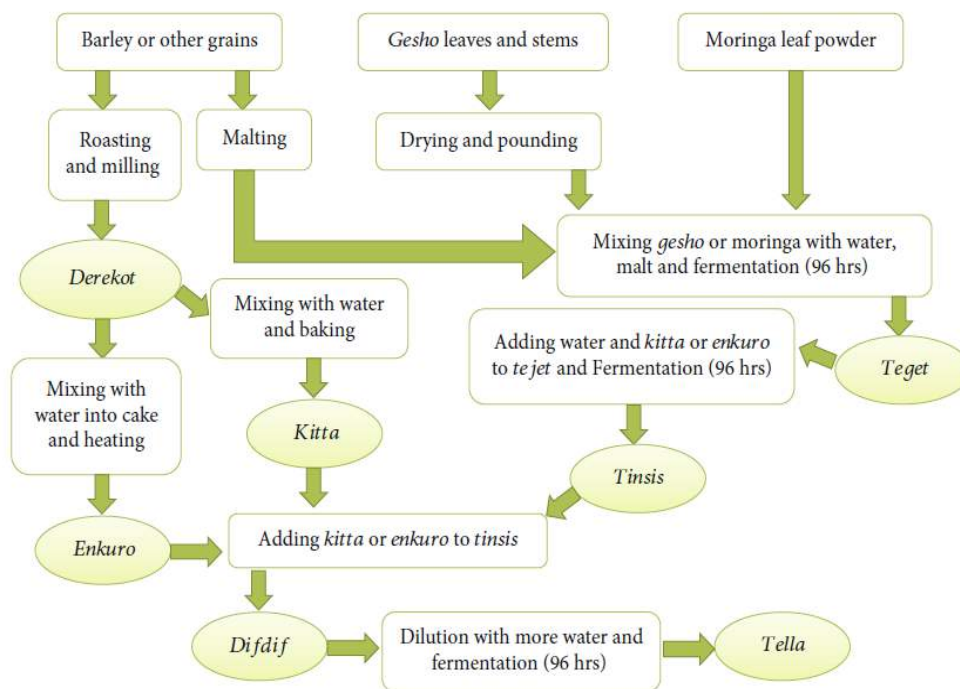 Barley or other grains
Gesho leaves and stems
Moringa leaf powder
Roasting
and milling
Malting
Drying and pounding
Mixing gesho or moringa with water,
malt and fermentation (96 hrs)
Derekot
Mixing with water
and baking
Adding water and kitta or enkuro
to tejet and Fermentation (96 hrs)
Teget
Mixing with
water into cake
and heating
Kitta
Tinsis
Enkuro
Adding kitta or enkuro to tinsis
Difdif
Dilution with more water and
fermentation (96 hrs)
Tella